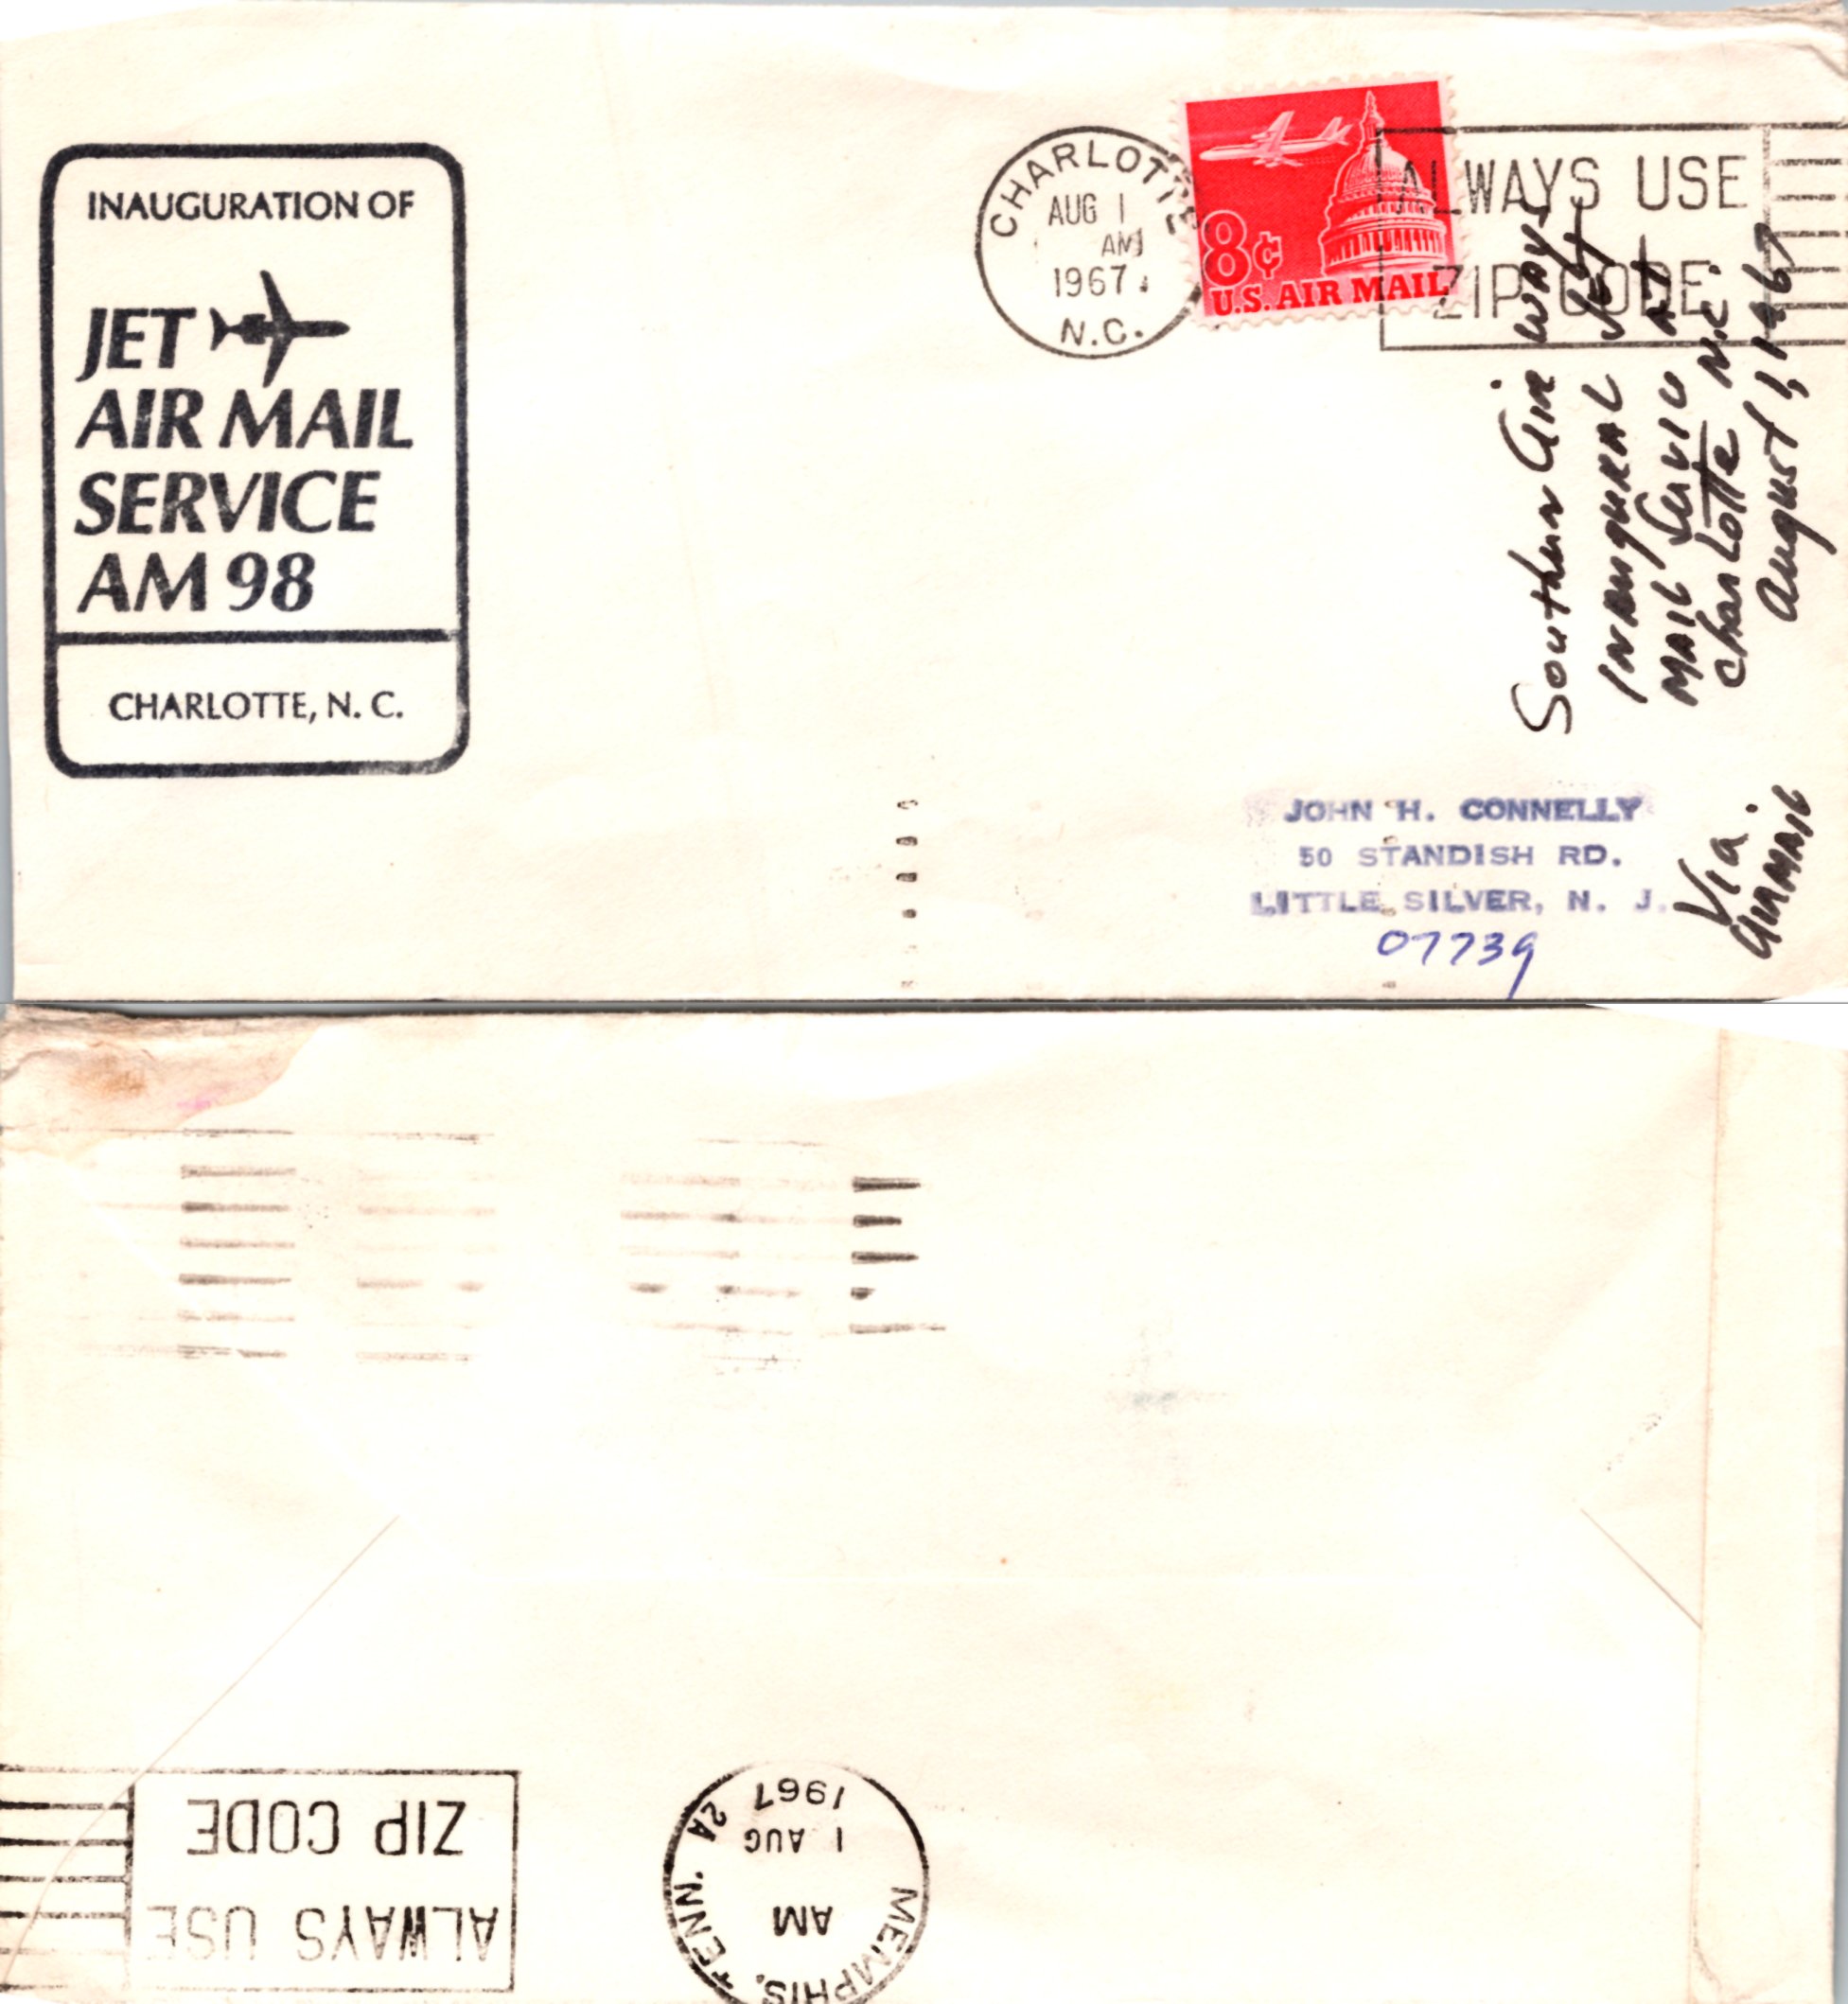 INAUGURATION OF
JET
AIR MAIL
SERVICE
AM 98
CHARLOTTE, N. C.
CHARLOTTE
AUG 1
AM
1967
N.C.
8¢
U.S. AIR MAIL
ALWAYS USE
ZIP CODE
Southern Air ways
INAUGURAL Jet
MAIL Service AT
Charlotte N.C.
August 1, 1967
JOHN H. CONNELLY
50 STANDISH RD.
LITTLE SILVER, N. J.
07739
Via
AIRMAIL
ALWAYS USE
ZIP CODE
MEMPHIS, TENN. 2A
AM
1 AUG
1967